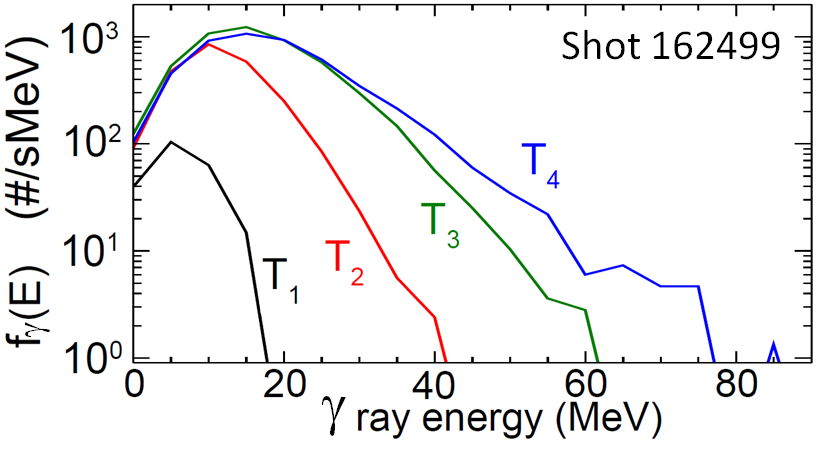 Shot 162499
f_γ(E) (#/sMeV)
10³
10²
10¹
10⁰
T₁
T₂
T₃
T₄
0 20 40 60 80
γ ray energy (MeV)